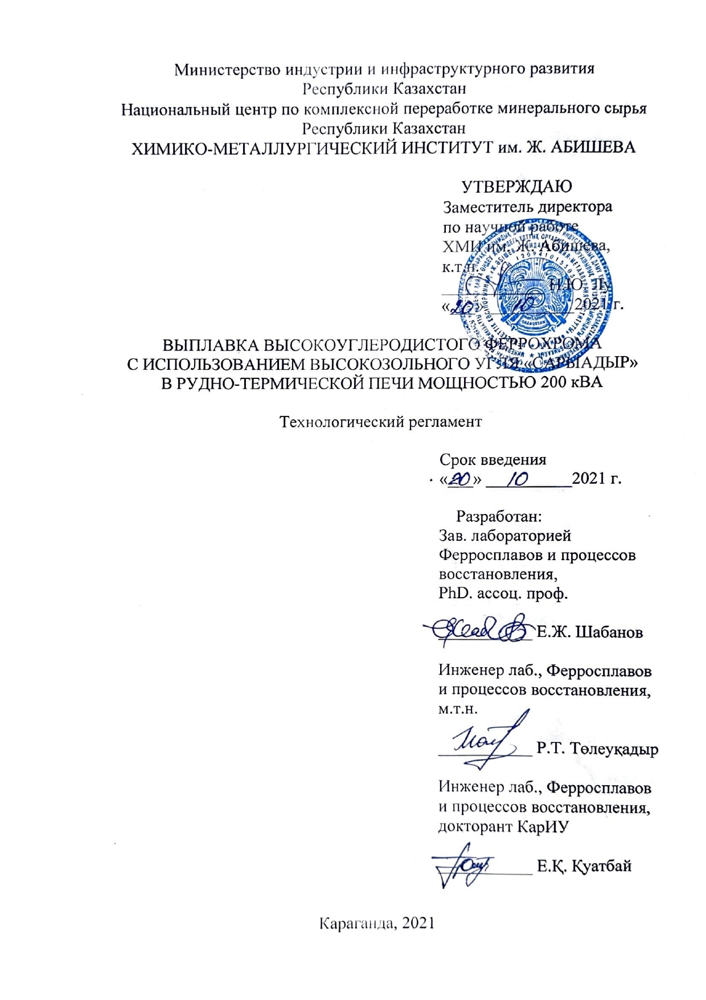 Министерство индустрии и инфраструктурного развития
Республики Казахстан
Национальный центр по комплексной переработке минерального сырья
Республики Казахстан
ХИМИКО-МЕТАЛЛУРГИЧЕСКИЙ ИНСТИТУТ им. Ж. АБИШЕВА
УТВЕРЖДАЮ
Заместитель директора
по научной работе
ХМИ им. Ж. Абишева,
к.т.н.
Н.Ю. Лу
«20» 10 2021 г.
ВЫПЛАВКА ВЫСОКОУГЛЕРОДИСТОГО ФЕРРОХРОМА
С ИСПОЛЬЗОВАНИЕМ ВЫСОКОЗОЛЬНОГО УГЛЯ «САРЫАДЫР»
В РУДНО-ТЕРМИЧЕСКОЙ ПЕЧИ МОЩНОСТЬЮ 200 кВА
Технологический регламент
Срок введения
«20» 10 2021 г.
Разработан:
Зав. лабораторией
Ферросплавов и процессов
восстановления,
PhD. ассоц. проф.
Е.Ж. Шабанов
Инженер лаб., Ферросплавов
и процессов восстановления,
м.т.н.
Р.Т. Төлеуқадыр
Инженер лаб., Ферросплавов
и процессов восстановления,
докторант КарИУ
Е.Қ. Қуатбай
Караганда, 2021